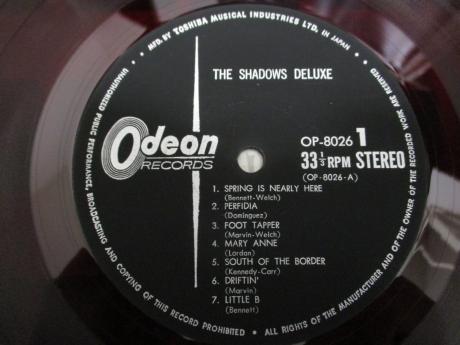 MFD. BY TOSHIBA MUSICAL INDUSTRIES LTD. IN JAPAN
UNAUTHORIZED PUBLIC PERFORMANCE, BROADCASTING AND COPYING OF THIS RECORD PROHIBITED • ALL RIGHTS OF THE MANUFACTURER AND OF THE OWNER OF THE RECORDED WORK ARE RESERVED
THE SHADOWS DELUXE
Odeon
RECORDS
OP-8026 1
33 1/3 RPM STEREO
(OP-8026-A)
1. SPRING IS NEARLY HERE
(Bennett-Welch)
2. PERFIDIA
(Dominguez)
3. FOOT TAPPER
(Marvin-Welch)
4. MARY ANNE
(Lordan)
5. SOUTH OF THE BORDER
(Kennedy-Carr)
6. DRIFTIN'
(Marvin)
7. LITTLE B
(Bennett)